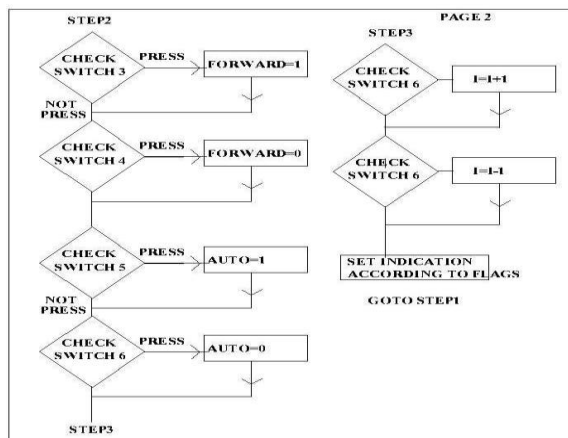 PAGE 2
STEP2
CHECK
SWITCH 3
PRESS
FORWARD=1
NOT
PRESS
CHECK
SWITCH 4
PRESS
FORWARD=0
CHECK
SWITCH 5
PRESS
AUTO=1
NOT
PRESS
CHECK
SWITCH 6
PRESS
AUTO=0
STEP3
STEP3
CHECK
SWITCH 6
I=I+1
CHECK
SWITCH 6
I=I-1
SET INDICATION
ACCORDING TO FLAGS
GOTO STEP1